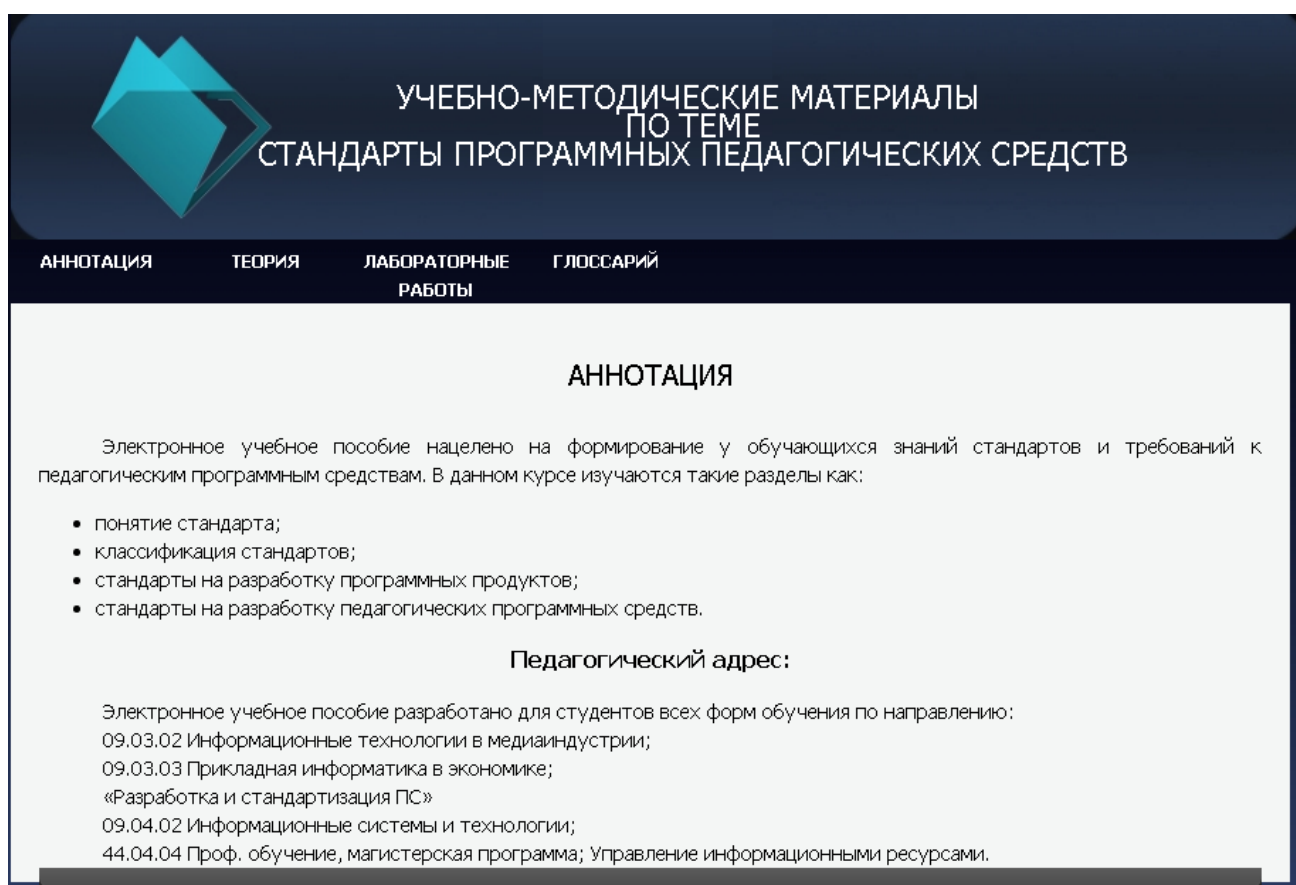 УЧЕБНО-МЕТОДИЧЕСКИЕ МАТЕРИАЛЫ
ПО ТЕМЕ
СТАНДАРТЫ ПРОГРАММНЫХ ПЕДАГОГИЧЕСКИХ СРЕДСТВ
АННОТАЦИЯ ТЕОРИЯ ЛАБОРАТОРНЫЕ ГЛОССАРИЙ
РАБОТЫ
АННОТАЦИЯ
Электронное учебное пособие нацелено на формирование у обучающихся знаний стандартов и требований к
педагогическим программным средствам. В данном курсе изучаются такие разделы как:
• понятие стандарта;
• классификация стандартов;
• стандарты на разработку программных продуктов;
• стандарты на разработку педагогических программных средств.
Педагогический адрес:
Электронное учебное пособие разработано для студентов всех форм обучения по направлению:
09.03.02 Информационные технологии в медиаиндустрии;
09.03.03 Прикладная информатика в экономике;
«Разработка и стандартизация ПС»
09.04.02 Информационные системы и технологии;
44.04.04 Проф. обучение, магистерская программа; Управление информационными ресурсами.